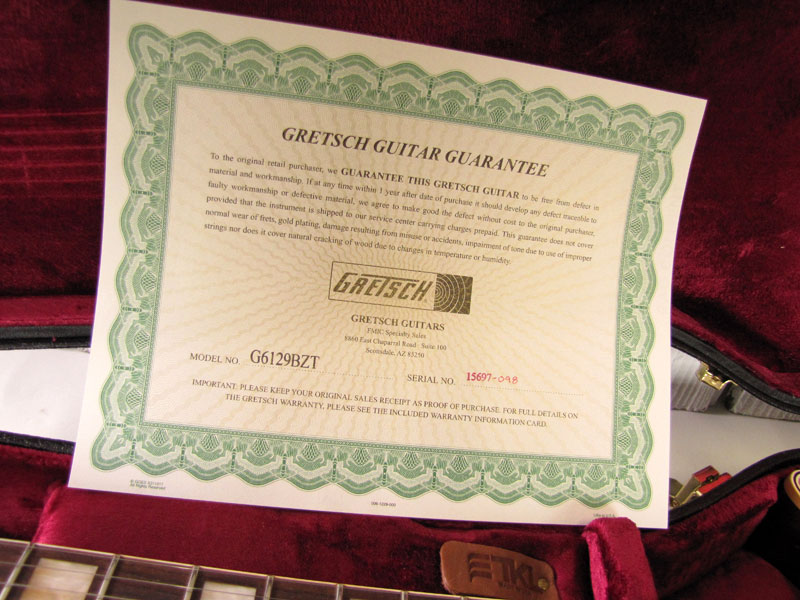 GRETSCH GUITAR GUARANTEE
To the original retail purchaser, we GUARANTEE THIS GRETSCH GUITAR to be free from defect in
material and workmanship. If at any time within 1 year after date of purchase it should develop any defect traceable to
faulty workmanship or defective material, we agree to make good the defect without cost to the original purchaser,
provided that the instrument is shipped to our service center carrying charges prepaid. This guarantee does not cover
normal wear of frets, gold plating, damage resulting from misuse or accidents, impairment of tone due to use of improper
strings nor does it cover natural cracking of wood due to changes in temperature or humidity.
GRETSCH
GRETSCH GUITARS
FMIC Specialty Sales
8860 East Chaparral Road Suite 100
Scottsdale, AZ 85250
MODEL NO. G6129BZT
SERIAL NO. 15697-098
IMPORTANT: PLEASE KEEP YOUR ORIGINAL SALES RECEIPT AS PROOF OF PURCHASE. FOR FULL DETAILS ON
THE GRETSCH WARRANTY, PLEASE SEE THE INCLUDED WARRANTY INFORMATION CARD.
All Rights Reserved
TKL